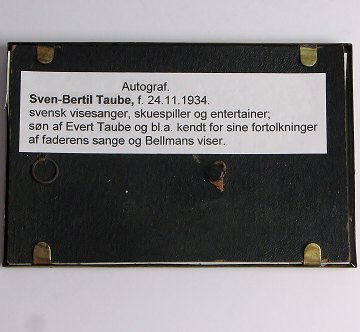 Autograf.
Sven-Bertil Taube, f. 24.11.1934.
svensk visesanger, skuespiller og entertainer;
søn af Evert Taube og bl.a. kendt for sine fortolkninger
af faderens sange og Bellmans viser.